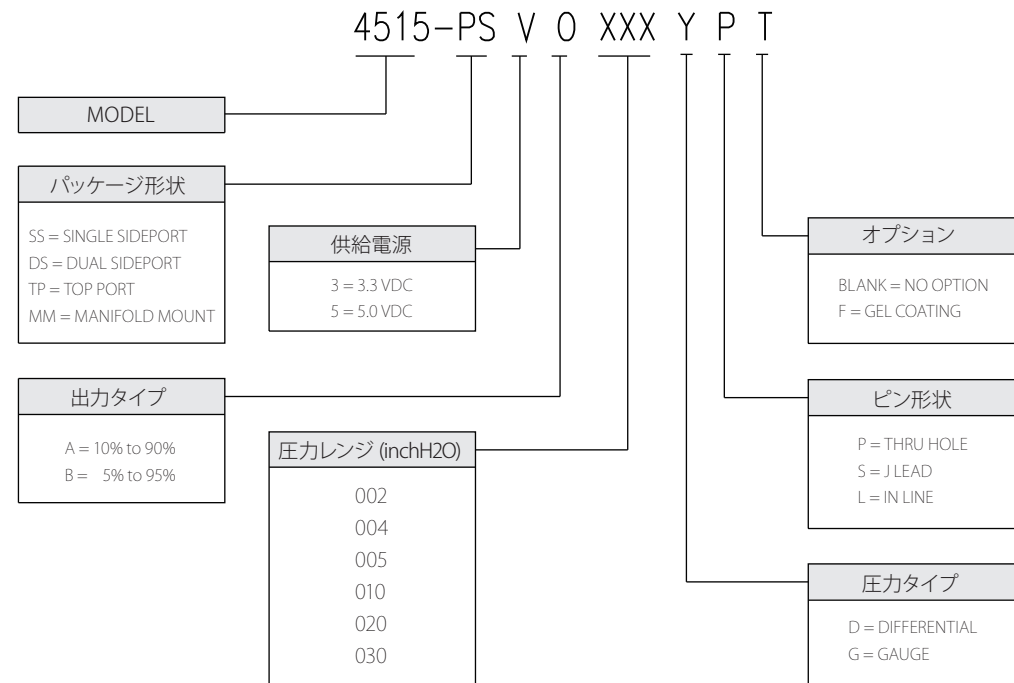 4515-PS V O XXX Y P T
MODEL
パッケージ形状
SS = SINGLE SIDEPORT
DS = DUAL SIDEPORT
TP = TOP PORT
MM = MANIFOLD MOUNT
供給電源
3 = 3.3 VDC
5 = 5.0 VDC
出力タイプ
A = 10% to 90%
B = 5% to 95%
圧力レンジ (inchH2O)
002
004
005
010
020
030
オプション
BLANK = NO OPTION
F = GEL COATING
ピン形状
P = THRU HOLE
S = J LEAD
L = IN LINE
圧力タイプ
D = DIFFERENTIAL
G = GAUGE